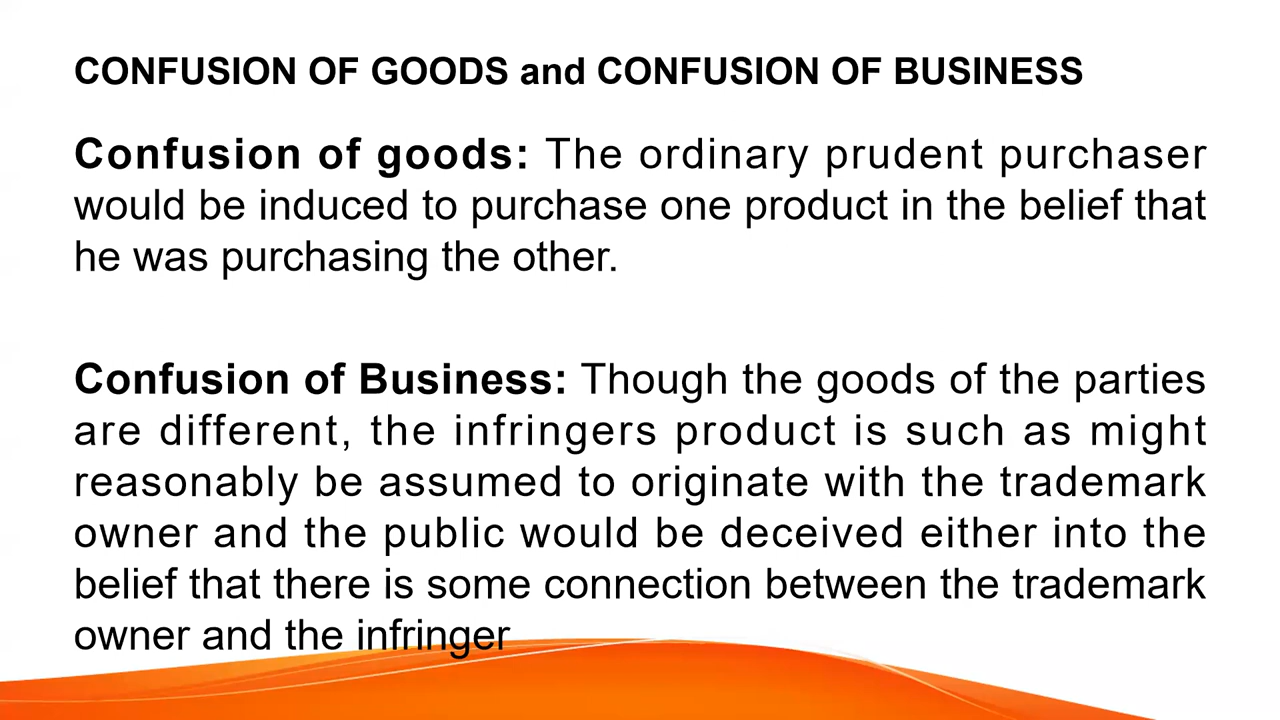 CONFUSION OF GOODS and CONFUSION OF BUSINESS
Confusion of goods: The ordinary prudent purchaser
would be induced to purchase one product in the belief that
he was purchasing the other.
Confusion of Business: Though the goods of the parties
are different, the infringers product is such as might
reasonably be assumed to originate with the trademark
owner and the public would be deceived either into the
belief that there is some connection between the trademark
owner and the infringer